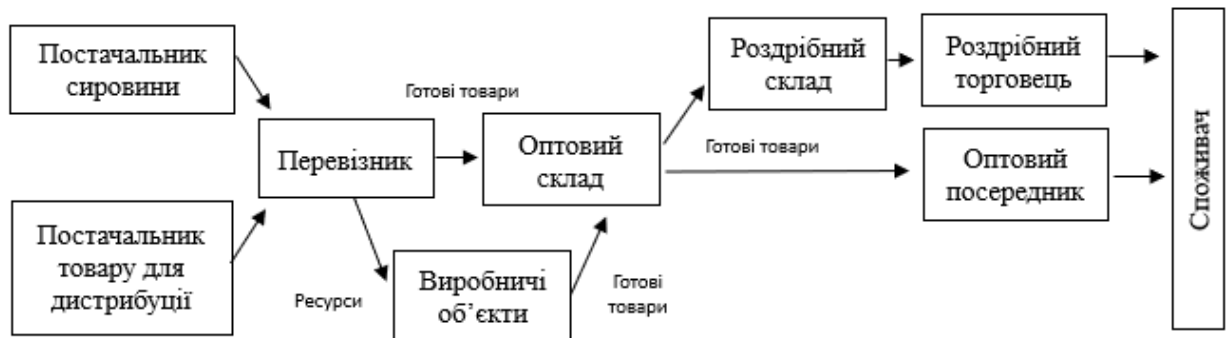 Постачальник
сировини
Постачальник
товару для
дистрибуції
Перевізник
Готові товари
Ресурси
Оптовий
склад
Виробничі
об’єкти
Готові
товари
Роздрібний
склад
Готові товари
Роздрібний
торговець
Оптовий
посередник
Споживач